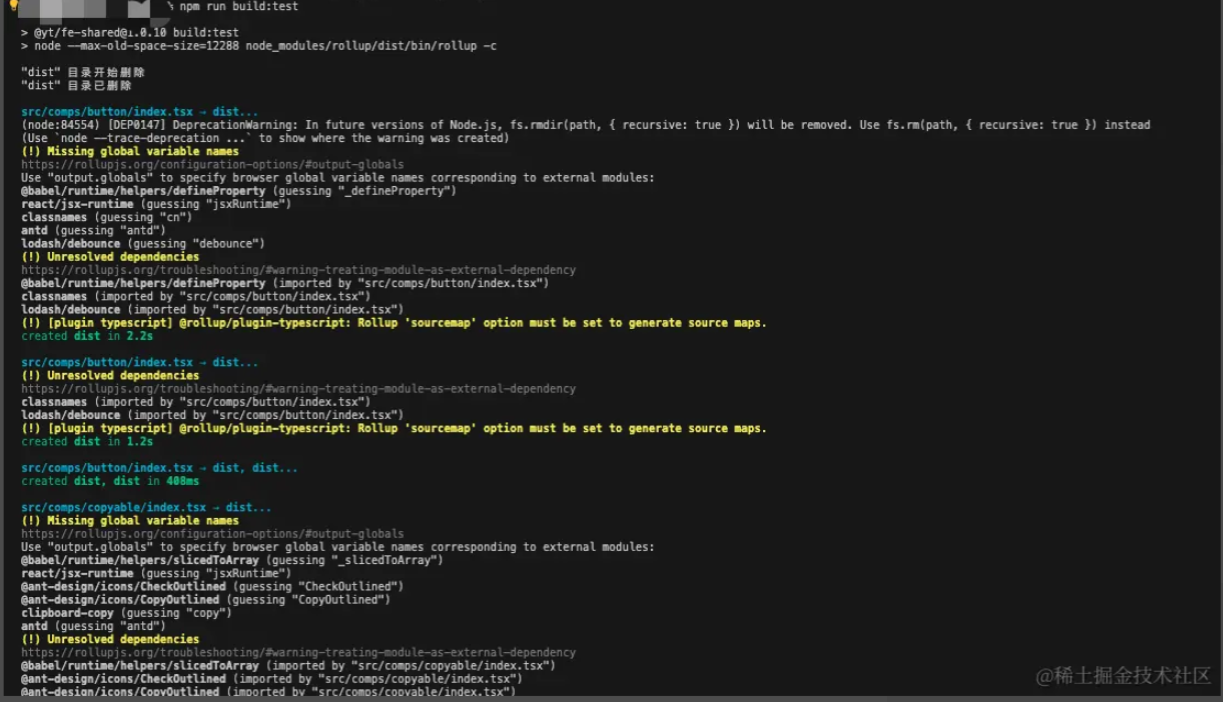 % npm run build:test
> @yt/fe-shared@1.0.10 build:test
> node --max-old-space-size=12288 node_modules/rollup/dist/bin/rollup -c
"dist" 目录开始删除
"dist" 目录已删除
src/comps/button/index.tsx → dist...
(node:84554) [DEP0147] DeprecationWarning: In future versions of Node.js, fs.rmdir(path, { recursive: true }) will be removed. Use fs.rm(path, { recursive: true }) instead
(Use `node --trace-deprecation ...` to show where the warning was created)
(!) Missing global variable names
https://rollupjs.org/configuration-options/#output-globals
Use "output.globals" to specify browser global variable names corresponding to external modules:
@babel/runtime/helpers/defineProperty (guessing "_defineProperty")
react/jsx-runtime (guessing "jsxRuntime")
classnames (guessing "cn")
antd (guessing "antd")
lodash/debounce (guessing "debounce")
(!) Unresolved dependencies
https://rollupjs.org/troubleshooting/#warning-treating-module-as-external-dependency
@babel/runtime/helpers/defineProperty (imported by "src/comps/button/index.tsx")
classnames (imported by "src/comps/button/index.tsx")
lodash/debounce (imported by "src/comps/button/index.tsx")
(!) [plugin typescript] @rollup/plugin-typescript: Rollup 'sourcemap' option must be set to generate source maps.
created dist in 2.2s
src/comps/button/index.tsx → dist...
(!) Unresolved dependencies
https://rollupjs.org/troubleshooting/#warning-treating-module-as-external-dependency
classnames (imported by "src/comps/button/index.tsx")
lodash/debounce (imported by "src/comps/button/index.tsx")
(!) [plugin typescript] @rollup/plugin-typescript: Rollup 'sourcemap' option must be set to generate source maps.
created dist in 1.2s
src/comps/button/index.tsx → dist, dist...
created dist, dist in 408ms
src/comps/copyable/index.tsx → dist...
(!) Missing global variable names
https://rollupjs.org/configuration-options/#output-globals
Use "output.globals" to specify browser global variable names corresponding to external modules:
@babel/runtime/helpers/slicedToArray (guessing "_slicedToArray")
react/jsx-runtime (guessing "jsxRuntime")
@ant-design/icons/CheckOutlined (guessing "CheckOutlined")
@ant-design/icons/CopyOutlined (guessing "CopyOutlined")
clipboard-copy (guessing "copy")
antd (guessing "antd")
(!) Unresolved dependencies
https://rollupjs.org/troubleshooting/#warning-treating-module-as-external-dependency
@babel/runtime/helpers/slicedToArray (imported by "src/comps/copyable/index.tsx")
@ant-design/icons/CheckOutlined (imported by "src/comps/copyable/index.tsx")
@ant-design/icons/CopyOutlined (imported by "src/comps/copyable/index.tsx")
@稀土掘金技术社区